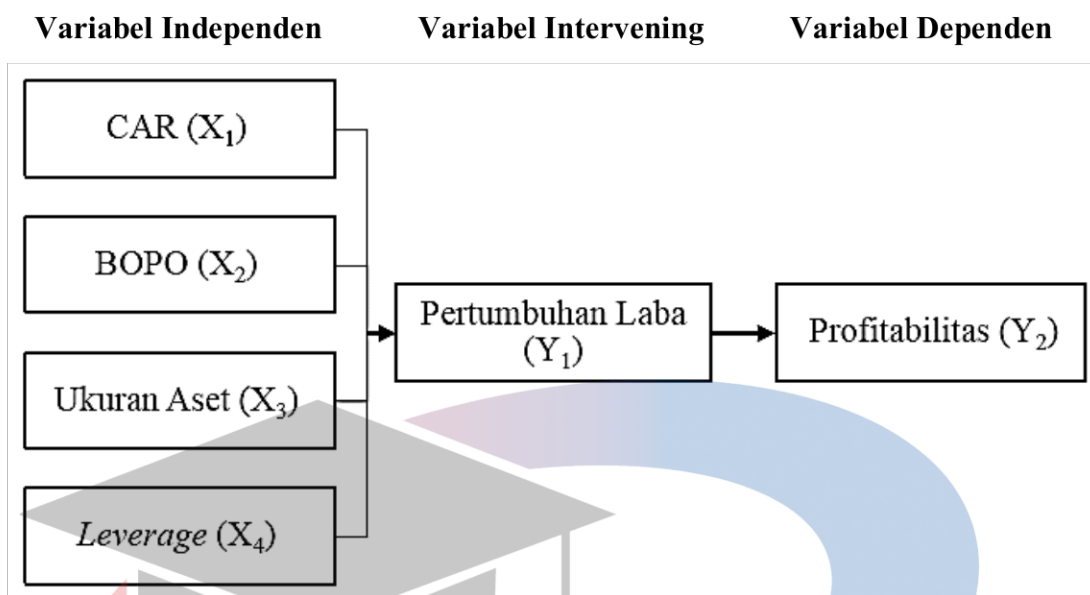 Variabel Independen
Variabel Intervening
Variabel Dependen
CAR (X₁)
BOPO (X₂)
Ukuran Aset (X₃)
Leverage (X₄)
Pertumbuhan Laba
(Y₁)
Profitabilitas (Y₂)